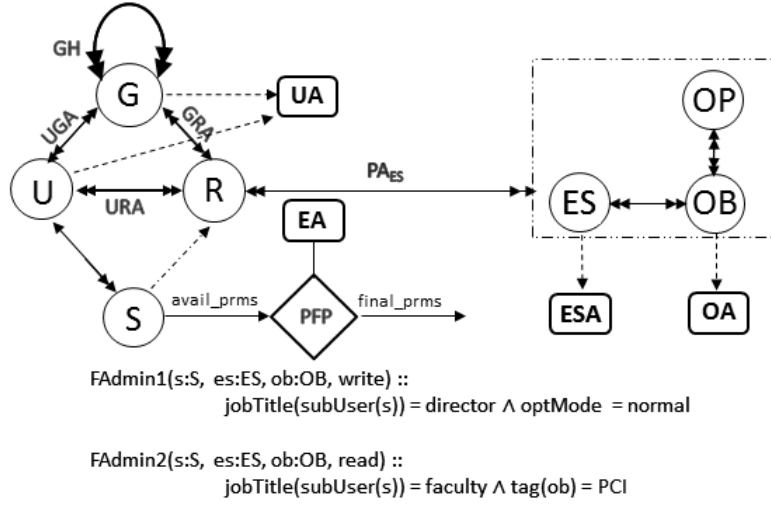 GH
G
UA
OP
UGA
GRA
U
R
PA_ES
ES
OB
URA
EA
S
avail_prms
PFP
final_prms
ESA
OA
FAdmin1(s:S, es:ES, ob:OB, write) ::
jobTitle(subUser(s)) = director ∧ optMode = normal
FAdmin2(s:S, es:ES, ob:OB, read) ::
jobTitle(subUser(s)) = faculty ∧ tag(ob) = PCI